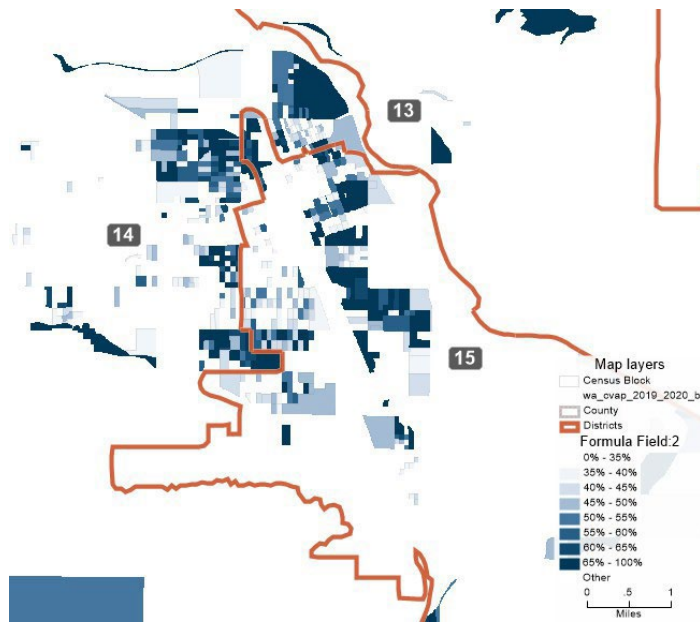 13
14
15
Map layers
Census Block
wa_cvap_2019_2020_b
County
Districts
Formula Field:2
0% - 35%
35% - 40%
40% - 45%
45% - 50%
50% - 55%
55% - 60%
60% - 65%
65% - 100%
Other
0 .5 1
Miles